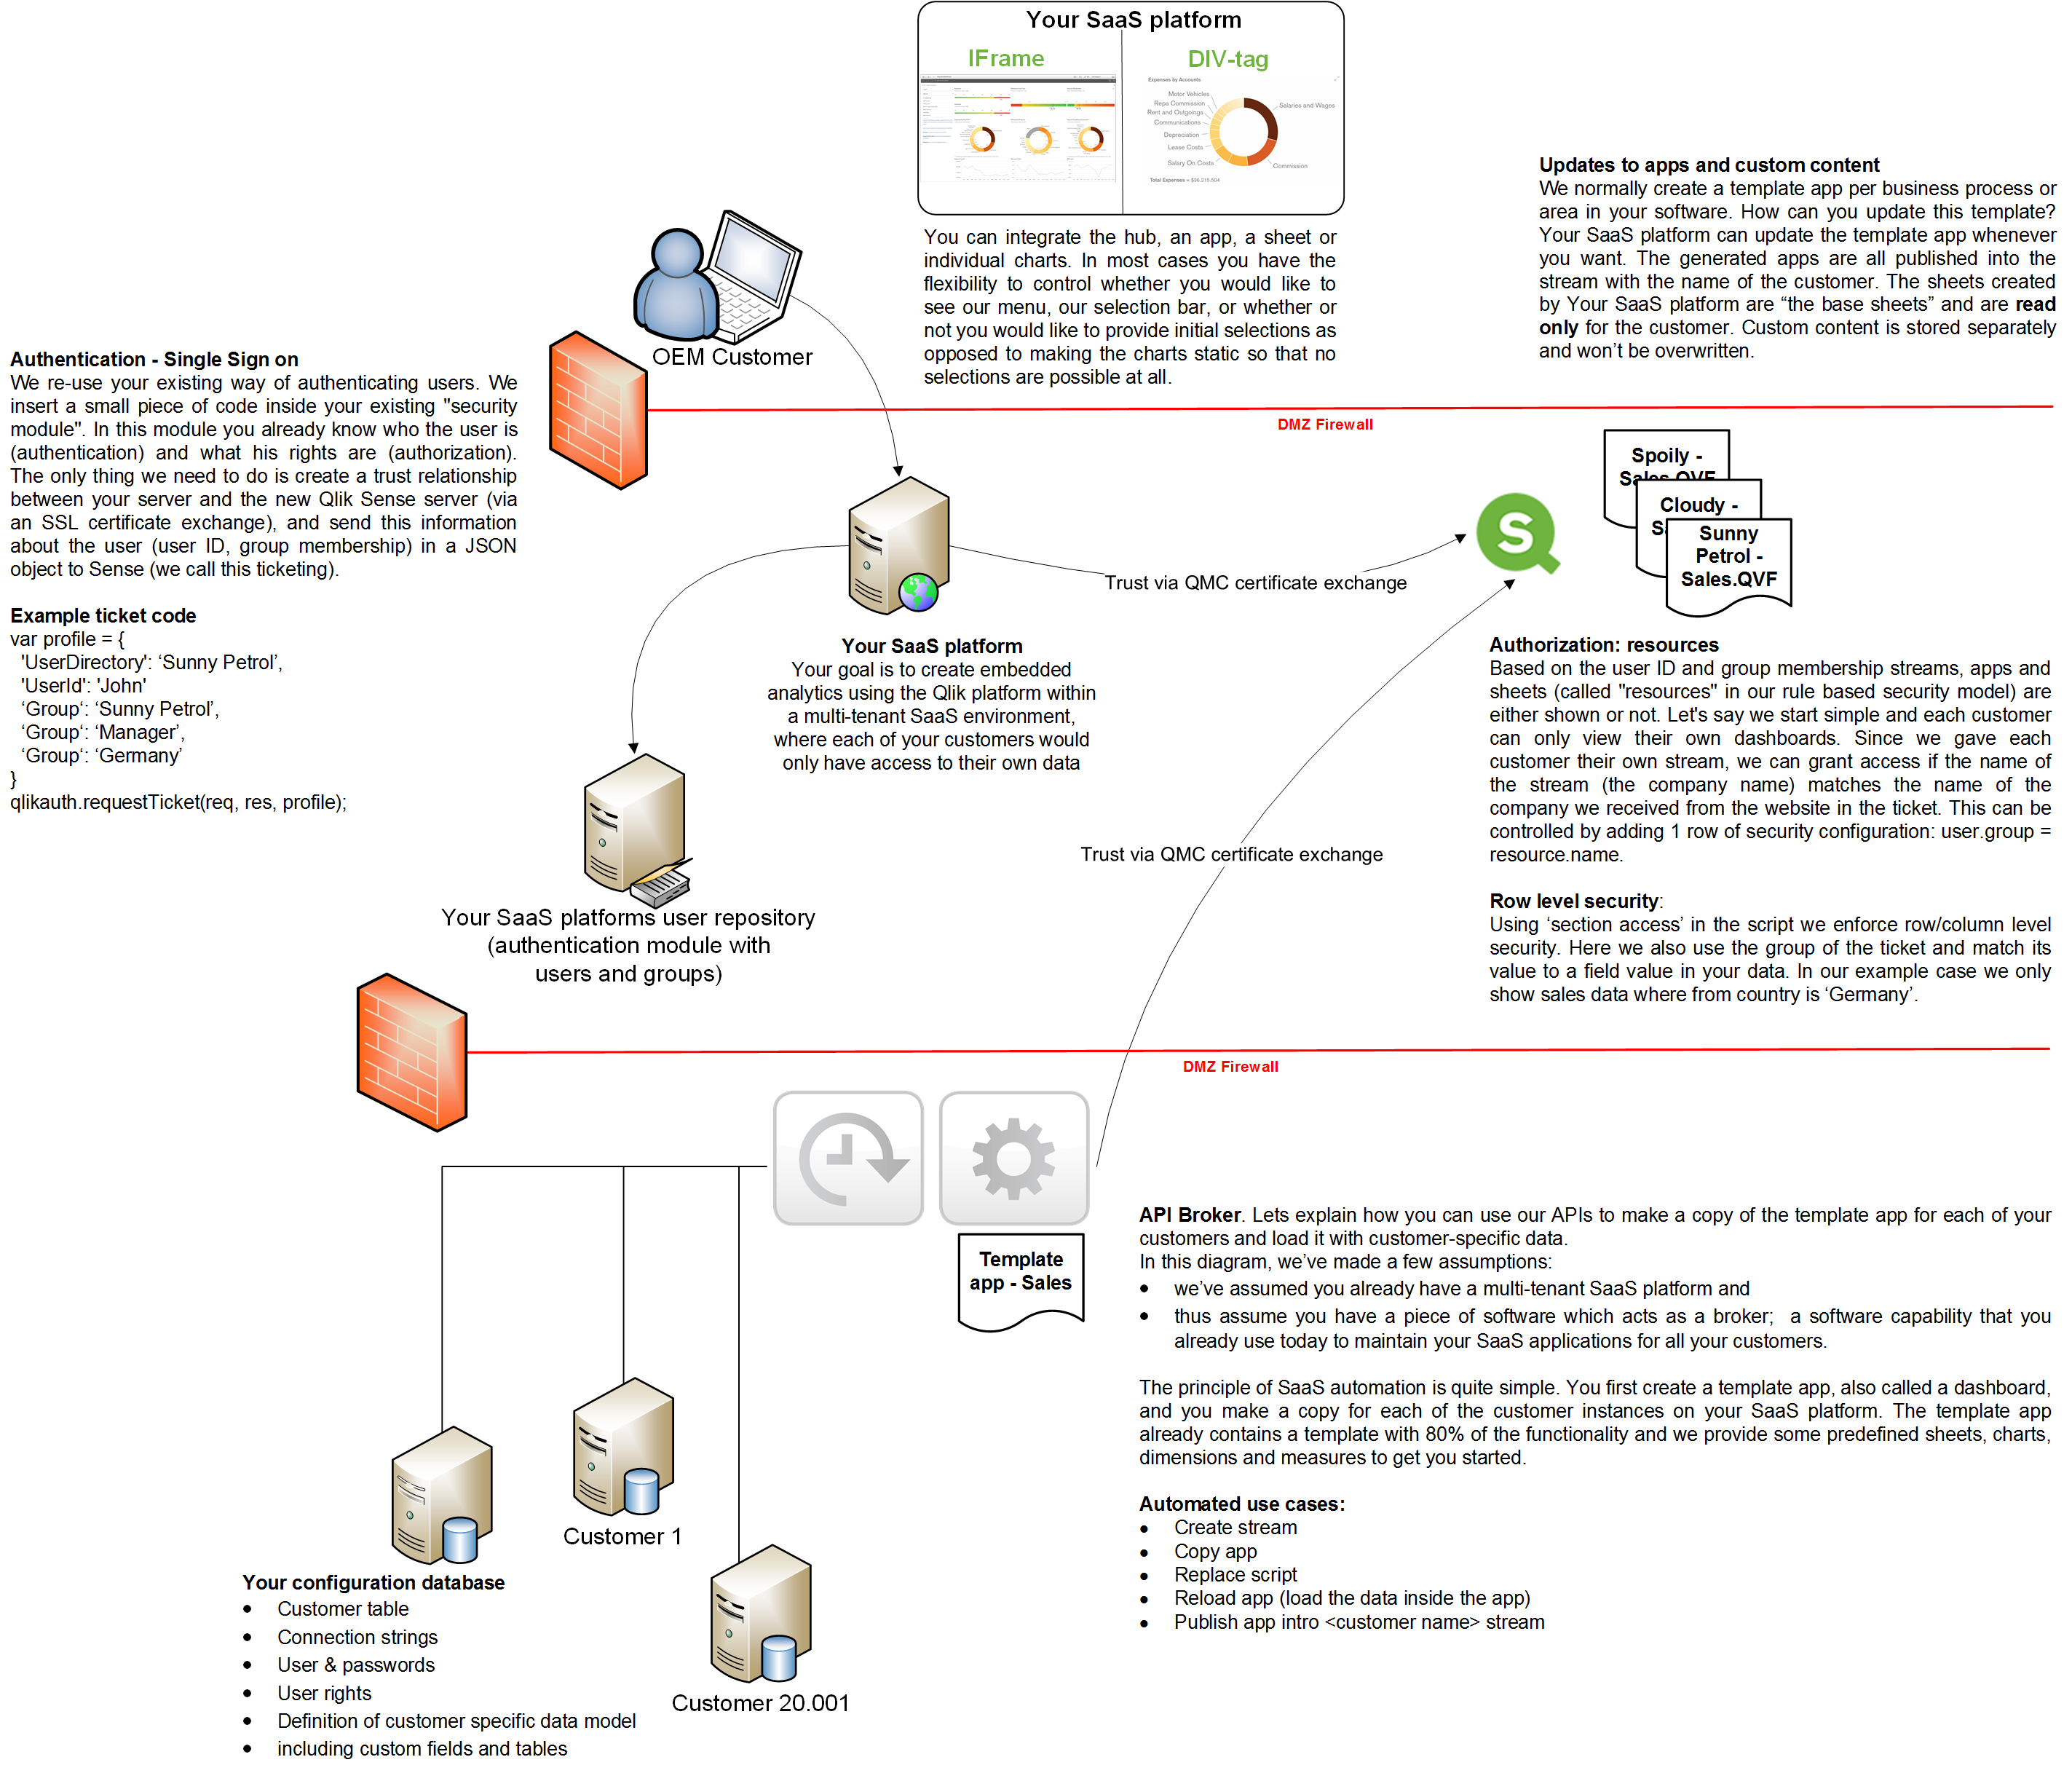 Your SaaS platform
IFrame
DIV-tag
Expenses by Accounts
Motor Vehicles
Repa Commission
Rent and Outgoings
Communications
Depreciation
Lease Costs
Salary On Costs
Salaries and Wages
Commission
Total Expenses = $96,215,504
You can integrate the hub, an app, a sheet or
individual charts. In most cases you have the
flexibility to control whether you would like to
see our menu, our selection bar, or whether or
not you would like to provide initial selections as
opposed to making the charts static so that no
selections are possible at all.
Updates to apps and custom content
We normally create a template app per business process or
area in your software. How can you update this template?
Your SaaS platform can update the template app whenever
you want. The generated apps are all published into the
stream with the name of the customer. The sheets created
by Your SaaS platform are “the base sheets” and are read
only for the customer. Custom content is stored separately
and won’t be overwritten.
OEM Customer
DMZ Firewall
Authentication - Single Sign on
We re-use your existing way of authenticating users. We
insert a small piece of code inside your existing "security
module". In this module you already know who the user is
(authentication) and what his rights are (authorization).
The only thing we need to do is create a trust relationship
between your server and the new Qlik Sense server (via
an SSL certificate exchange), and send this information
about the user (user ID, group membership) in a JSON
object to Sense (we call this ticketing).
Example ticket code
var profile = {
'UserDirectory': ‘Sunny Petrol’,
'UserId': 'John'
‘Group‘: ‘Sunny Petrol’,
‘Group‘: ‘Manager’,
‘Group‘: ‘Germany’
}
qlikauth.requestTicket(req, res, profile);
Your SaaS platform
Your goal is to create embedded
analytics using the Qlik platform within
a multi-tenant SaaS environment,
where each of your customers would
only have access to their own data
Trust via QMC certificate exchange
S
Spoily -
Sales.QVF
Cloudy -
S
Sunny
Petrol -
Sales.QVF
Authorization: resources
Based on the user ID and group membership streams, apps and
sheets (called "resources" in our rule based security model) are
either shown or not. Let's say we start simple and each customer
can only view their own dashboards. Since we gave each
customer their own stream, we can grant access if the name of
the stream (the company name) matches the name of the
company we received from the website in the ticket. This can be
controlled by adding 1 row of security configuration: user.group =
resource.name.
Row level security:
Using ‘section access’ in the script we enforce row/column level
security. Here we also use the group of the ticket and match its
value to a field value in your data. In our example case we only
show sales data where from country is ‘Germany’.
Trust via QMC certificate exchange
Your SaaS platforms user repository
(authentication module with
users and groups)
DMZ Firewall
Template
app - Sales
API Broker. Lets explain how you can use our APIs to make a copy of the template app for each of your
customers and load it with customer-specific data.
In this diagram, we’ve made a few assumptions:
• we’ve assumed you already have a multi-tenant SaaS platform and
• thus assume you have a piece of software which acts as a broker; a software capability that you
already use today to maintain your SaaS applications for all your customers.
The principle of SaaS automation is quite simple. You first create a template app, also called a dashboard,
and you make a copy for each of the customer instances on your SaaS platform. The template app
already contains a template with 80% of the functionality and we provide some predefined sheets, charts,
dimensions and measures to get you started.
Automated use cases:
• Create stream
• Copy app
• Replace script
• Reload app (load the data inside the app)
• Publish app intro <customer name> stream
Customer 1
Customer 20.001
Your configuration database
• Customer table
• Connection strings
• User & passwords
• User rights
• Definition of customer specific data model
• including custom fields and tables